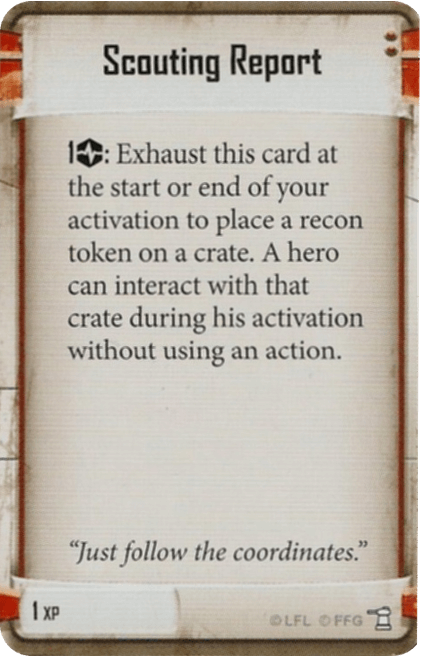 Scouting Report
1: Exhaust this card at
the start or end of your
activation to place a recon
token on a crate. A hero
can interact with that
crate during his activation
without using an action.
“Just follow the coordinates.”
1 XP
©LFL ©FFG